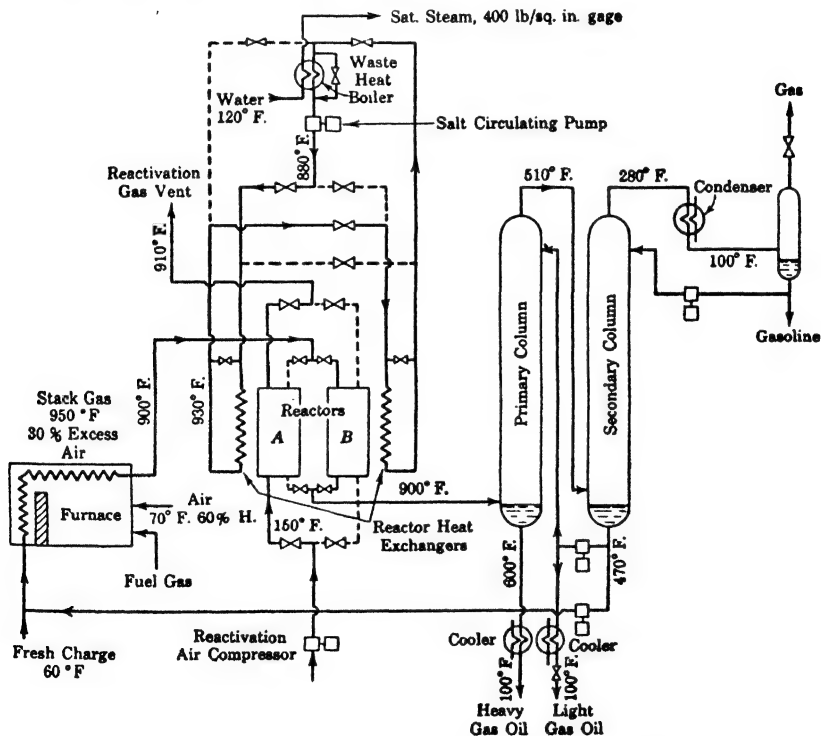 Sat. Steam, 400 lb/sq. in. gage
Waste
Heat
Boiler
Water
120° F.
Salt Circulating Pump
880° F.
Reactivation
Gas Vent
910° F.
510° F.
280° F.
Condenser
Gas
100° F.
Gasoline
Primary Column
Secondary Column
Stack Gas
950 °F
30 % Excess
Air
900° F.
930° F.
Reactors
A
B
Furnace
Air
70° F. 60% H.
Fuel Gas
150° F.
900° F.
Reactor Heat
Exchangers
600° F.
470° F.
Fresh Charge
60 °F
Reactivation
Air Compressor
Cooler
Cooler
100° F.
100° F.
Heavy
Gas Oil
Light
Gas Oil